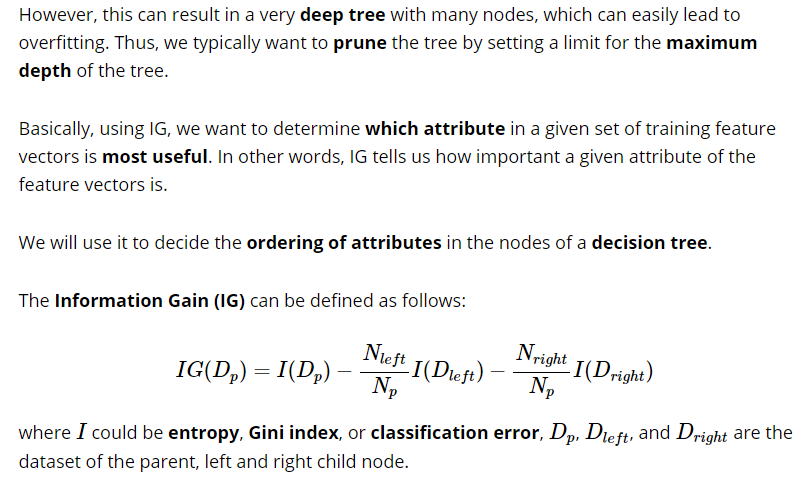 However, this can result in a very deep tree with many nodes, which can easily lead to
overfitting. Thus, we typically want to prune the tree by setting a limit for the maximum
depth of the tree.
Basically, using IG, we want to determine which attribute in a given set of training feature
vectors is most useful. In other words, IG tells us how important a given attribute of the
feature vectors is.
We will use it to decide the ordering of attributes in the nodes of a decision tree.
The Information Gain (IG) can be defined as follows:
IG(D_p) = I(D_p) − \frac{N_{left}}{N_p} I(D_{left}) − \frac{N_{right}}{N_p} I(D_{right})
where I could be entropy, Gini index, or classification error, D_p, D_{left}, and D_{right} are the
dataset of the parent, left and right child node.